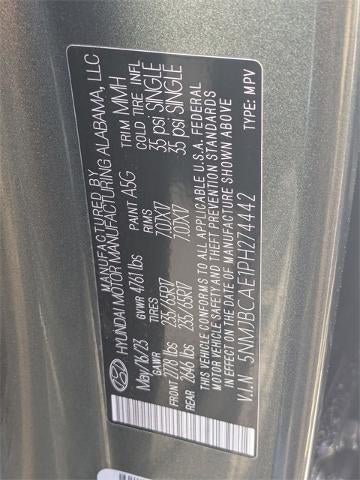 MANUFACTURED BY
HYUNDAI MOTOR MANUFACTURING ALABAMA, LLC
May/16/23 GVWR 4761 lbs PAINT A5G TRIM MMH
GAWR TIRES RIMS COLD TIRE INFL
FRONT 2778 lbs 235/65R17 7.0JX17 35 psi SINGLE
REAR 2646 lbs 235/65R17 7.0JX17 35 psi SINGLE
THIS VEHICLE CONFORMS TO ALL APPLICABLE U.S.A. FEDERAL
MOTOR VEHICLE SAFETY AND THEFT PREVENTION STANDARDS
IN EFFECT ON THE DATE OF MANUFACTURE SHOWN ABOVE
V.I.N 5NMJBCAE1PH274442 TYPE: MPV